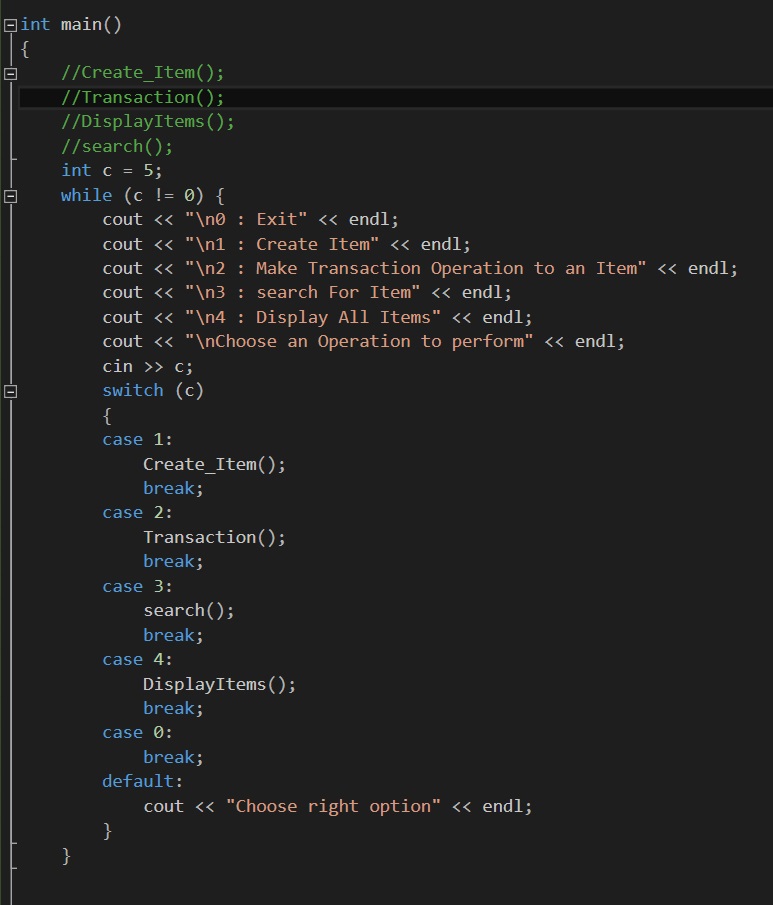 int main()
{
    //Create_Item();
    //Transaction();
    //DisplayItems();
    //search();
    int c = 5;
    while (c != 0) {
        cout << "\n0 : Exit" << endl;
        cout << "\n1 : Create Item" << endl;
        cout << "\n2 : Make Transaction Operation to an Item" << endl;
        cout << "\n3 : search For Item" << endl;
        cout << "\n4 : Display All Items" << endl;
        cout << "\nChoose an Operation to perform" << endl;
        cin >> c;
        switch (c)
        {
        case 1:
            Create_Item();
            break;
        case 2:
            Transaction();
            break;
        case 3:
            search();
            break;
        case 4:
            DisplayItems();
            break;
        case 0:
            break;
        default:
            cout << "Choose right option" << endl;
        }
    }